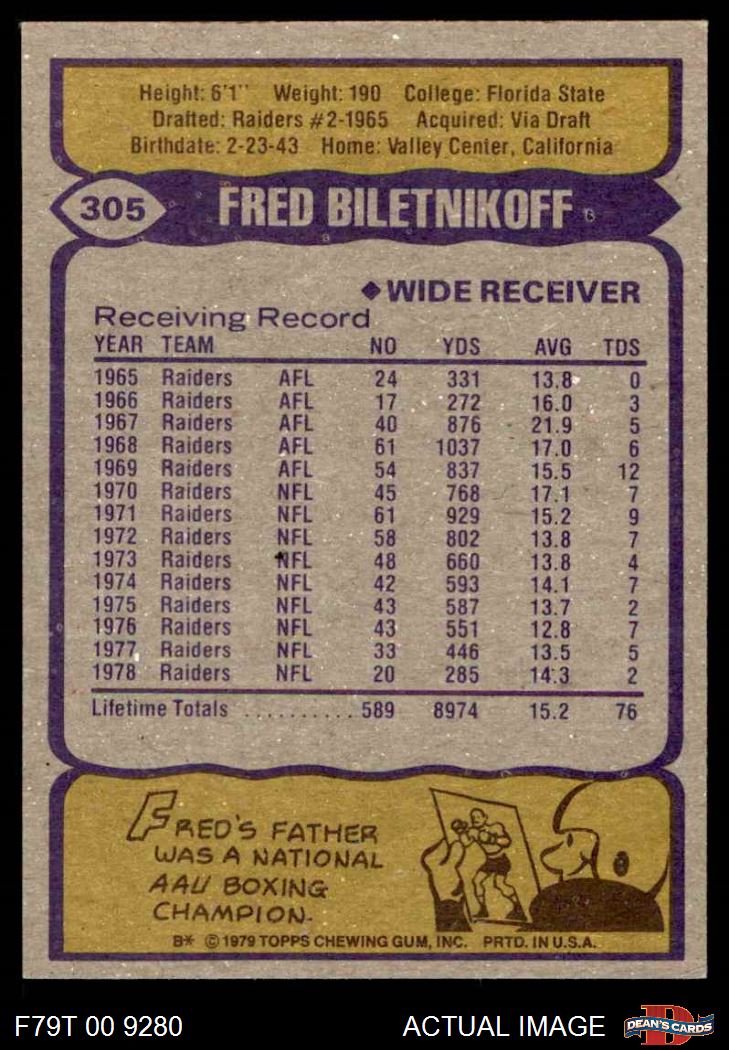 Height: 6'1" Weight: 190 College: Florida State
Drafted: Raiders #2-1965 Acquired: Via Draft
Birthdate: 2-23-43 Home: Valley Center, California
305 FRED BILETNIKOFF
◆WIDE RECEIVER
Receiving Record
YEAR TEAM NO YDS AVG TDS
1965 Raiders AFL 24 331 13.8 0
1966 Raiders AFL 17 272 16.0 3
1967 Raiders AFL 40 876 21.9 5
1968 Raiders AFL 61 1037 17.0 6
1969 Raiders AFL 54 837 15.5 12
1970 Raiders NFL 45 768 17.1 7
1971 Raiders NFL 61 929 15.2 9
1972 Raiders NFL 58 802 13.8 7
1973 Raiders NFL 48 660 13.8 4
1974 Raiders NFL 42 593 14.1 7
1975 Raiders NFL 43 587 13.7 2
1976 Raiders NFL 43 551 12.8 7
1977 Raiders NFL 33 446 13.5 5
1978 Raiders NFL 20 285 14.3 2
Lifetime Totals .......... 589 8974 15.2 76
FRED'S FATHER
WAS A NATIONAL
AAU BOXING
CHAMPION.
B* © 1979 TOPPS CHEWING GUM, INC. PRTD. IN U.S.A.
F79T 00 9280 ACTUAL IMAGE D DEAN'S CARDS